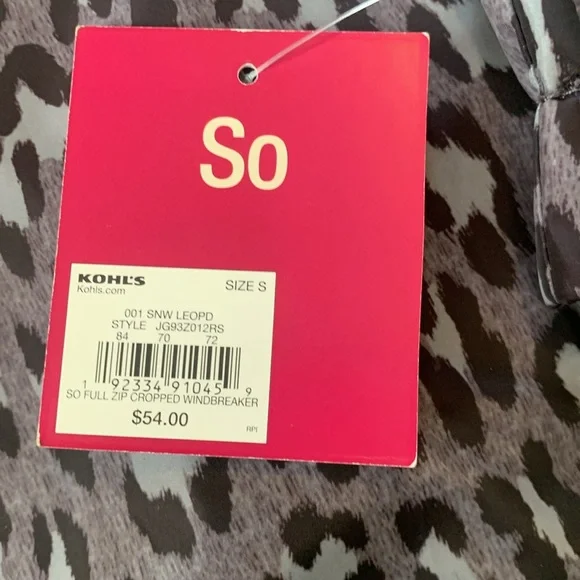 So
KOHL'S
Kohls.com
SIZE S
001 SNW LEOPD
STYLE JG93Z012RS
84 70 72
1 92334 91045 9
SO FULL ZIP CROPPED WINDBREAKER
$54.00
RPI